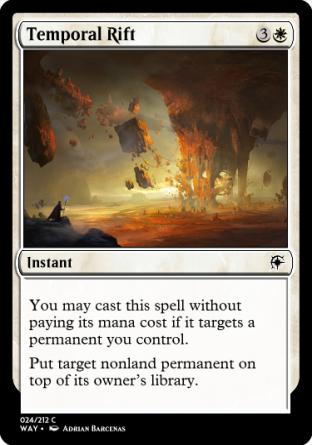 Temporal Rift
3
Instant
You may cast this spell without
paying its mana cost if it targets a
permanent you control.
Put target nonland permanent on
top of its owner's library.
024/212 C
WAY • Adrian Barcenas